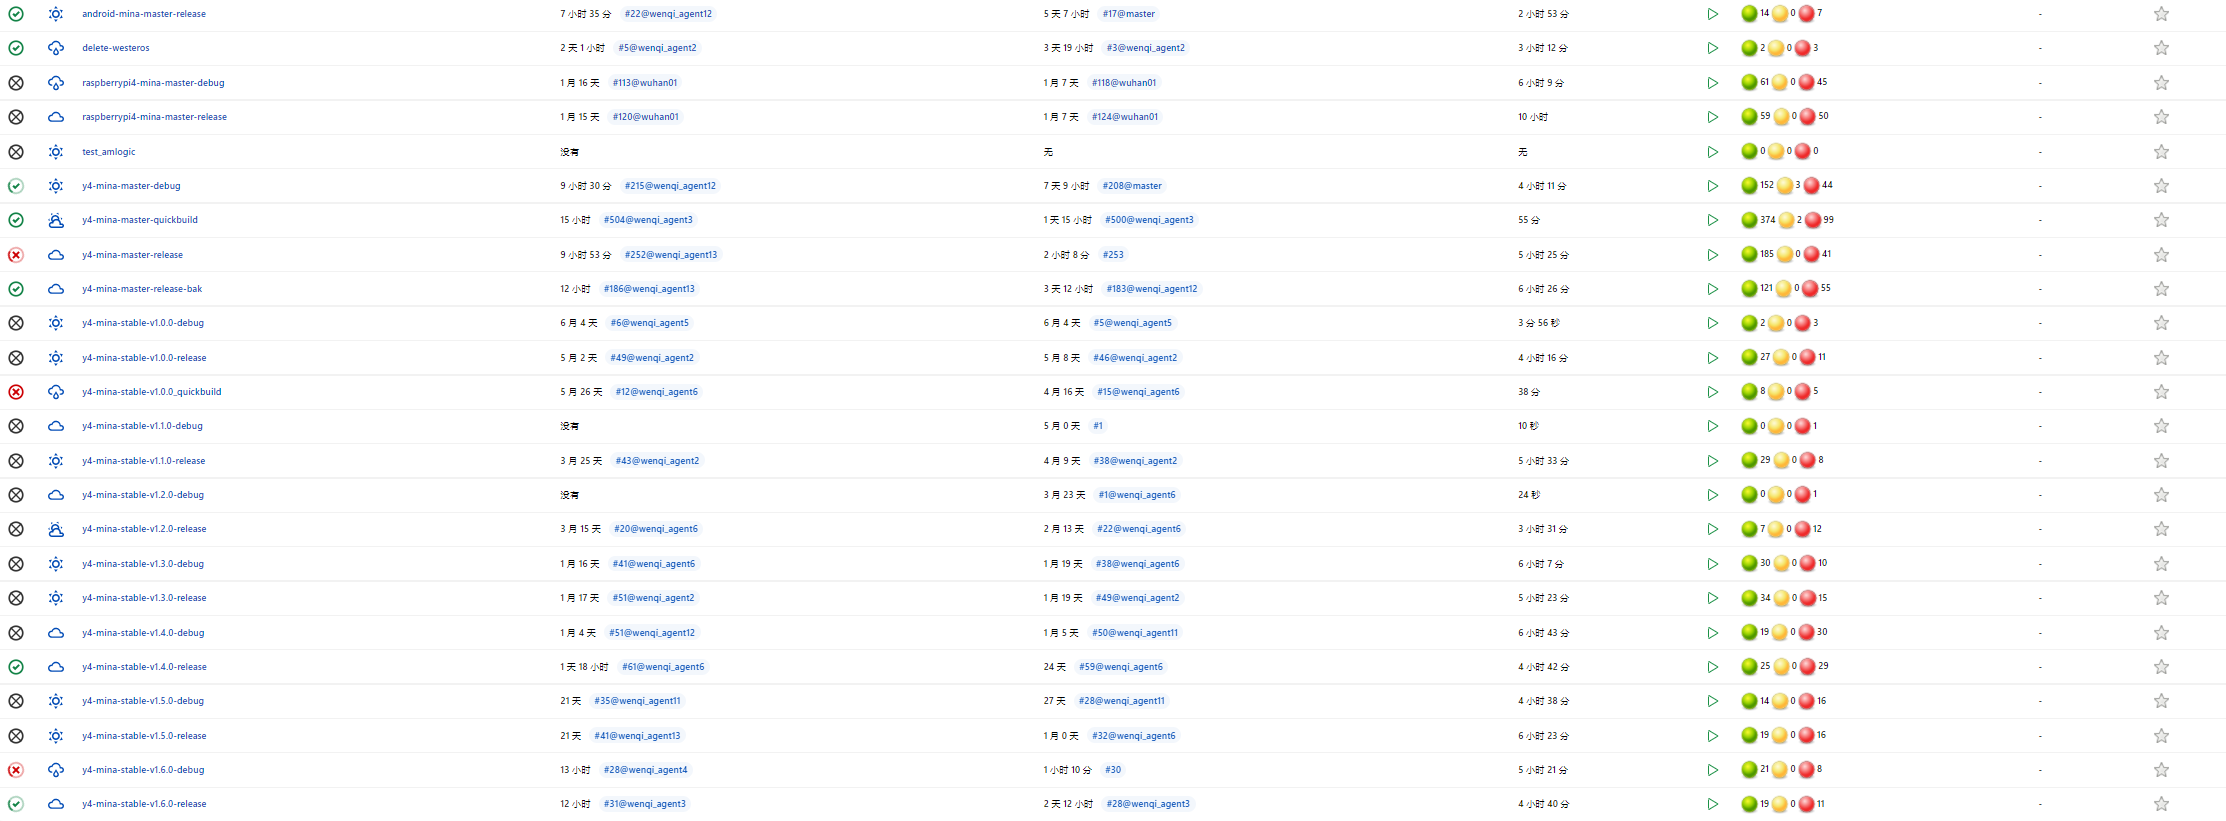 android-mina-master-release 7 小时 35 分 #22@wenqi_agent12 5 天 7 小时 #17@master 2 小时 53 分 14 0 7 -
delete-westeros 2 天 1 小时 #5@wenqi_agent2 3 天 19 小时 #3@wenqi_agent2 3 小时 12 分 2 0 3 -
raspberrypi4-mina-master-debug 1 月 16 天 #113@wuhan01 1 月 7 天 #118@wuhan01 6 小时 9 分 61 0 45 -
raspberrypi4-mina-master-release 1 月 15 天 #120@wuhan01 1 月 7 天 #124@wuhan01 10 小时 59 0 50 -
test_amlogic 没有 无 无 0 0 0 -
y4-mina-master-debug 9 小时 30 分 #215@wenqi_agent12 7 天 9 小时 #208@master 4 小时 11 分 152 3 44 -
y4-mina-master-quickbuild 15 小时 #504@wenqi_agent3 1 天 15 小时 #500@wenqi_agent3 55 分 374 2 99 -
y4-mina-master-release 9 小时 53 分 #252@wenqi_agent13 2 小时 8 分 #253 5 小时 25 分 185 0 41 -
y4-mina-master-release-bak 12 小时 #186@wenqi_agent13 3 天 12 小时 #183@wenqi_agent12 6 小时 26 分 121 0 55 -
y4-mina-stable-v1.0.0-debug 6 月 4 天 #6@wenqi_agent5 6 月 4 天 #5@wenqi_agent5 3 分 56 秒 2 0 3 -
y4-mina-stable-v1.0.0-release 5 月 2 天 #49@wenqi_agent2 5 月 8 天 #46@wenqi_agent2 4 小时 16 分 27 0 11 -
y4-mina-stable-v1.0.0_quickbuild 5 月 26 天 #12@wenqi_agent6 4 月 16 天 #15@wenqi_agent6 38 分 8 0 5 -
y4-mina-stable-v1.1.0-debug 没有 5 月 0 天 #1 10 秒 0 0 1 -
y4-mina-stable-v1.1.0-release 3 月 25 天 #43@wenqi_agent2 4 月 9 天 #38@wenqi_agent2 5 小时 33 分 29 0 8 -
y4-mina-stable-v1.2.0-debug 没有 3 月 23 天 #1@wenqi_agent6 24 秒 0 0 1 -
y4-mina-stable-v1.2.0-release 3 月 15 天 #20@wenqi_agent6 2 月 13 天 #22@wenqi_agent6 3 小时 31 分 7 0 12 -
y4-mina-stable-v1.3.0-debug 1 月 16 天 #41@wenqi_agent6 1 月 19 天 #38@wenqi_agent6 6 小时 7 分 30 0 10 -
y4-mina-stable-v1.3.0-release 1 月 17 天 #51@wenqi_agent2 1 月 19 天 #49@wenqi_agent2 5 小时 23 分 34 0 15 -
y4-mina-stable-v1.4.0-debug 1 月 4 天 #51@wenqi_agent12 1 月 5 天 #50@wenqi_agent11 6 小时 43 分 19 0 30 -
y4-mina-stable-v1.4.0-release 1 天 18 小时 #61@wenqi_agent6 24 天 #59@wenqi_agent6 4 小时 42 分 25 0 29 -
y4-mina-stable-v1.5.0-debug 21 天 #35@wenqi_agent11 27 天 #28@wenqi_agent11 4 小时 38 分 14 0 16 -
y4-mina-stable-v1.5.0-release 21 天 #41@wenqi_agent13 1 月 0 天 #32@wenqi_agent6 6 小时 23 分 19 0 16 -
y4-mina-stable-v1.6.0-debug 13 小时 #28@wenqi_agent4 1 小时 10 分 #30 5 小时 21 分 21 0 8 -
y4-mina-stable-v1.6.0-release 12 小时 #31@wenqi_agent3 2 天 12 小时 #28@wenqi_agent3 4 小时 40 分 19 0 11 -